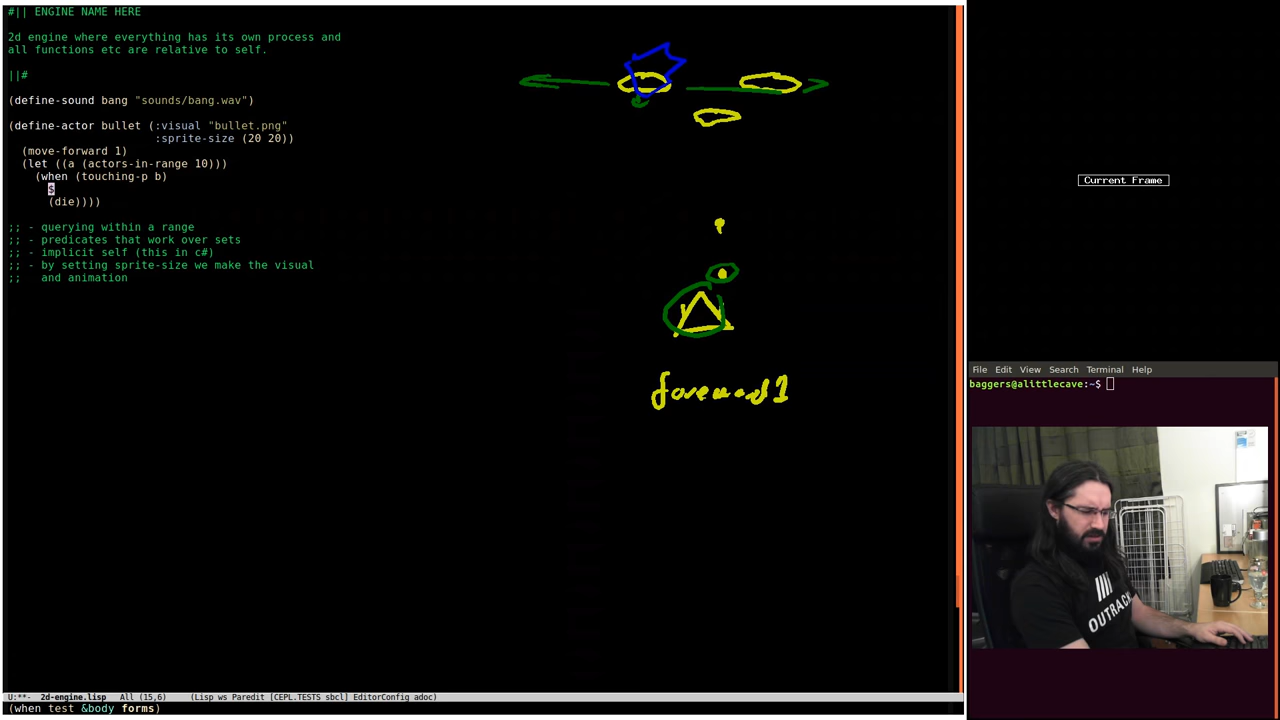 #|| ENGINE NAME HERE
2d engine where everything has its own process and
all functions etc are relative to self.
||#
(define-sound bang "sounds/bang.wav")
(define-actor bullet (:visual "bullet.png"
:sprite-size (20 20))
(move-forward 1)
(let ((a (actors-in-range 10)))
(when (touching-p b)
$
(die))))
;; - querying within a range
;; - predicates that work over sets
;; - implicit self (this in c#)
;; - by setting sprite-size we make the visual
;;   and animation
foreward 1
U:**-  2d-engine.lisp   All (15,6)     (Lisp ws Paredit [CEPL.TESTS sbcl] EditorConfig adoc)
(when test &body forms)
Current Frame
File Edit View Search Terminal Help
baggers@alittlecave:~$
OUTRACK